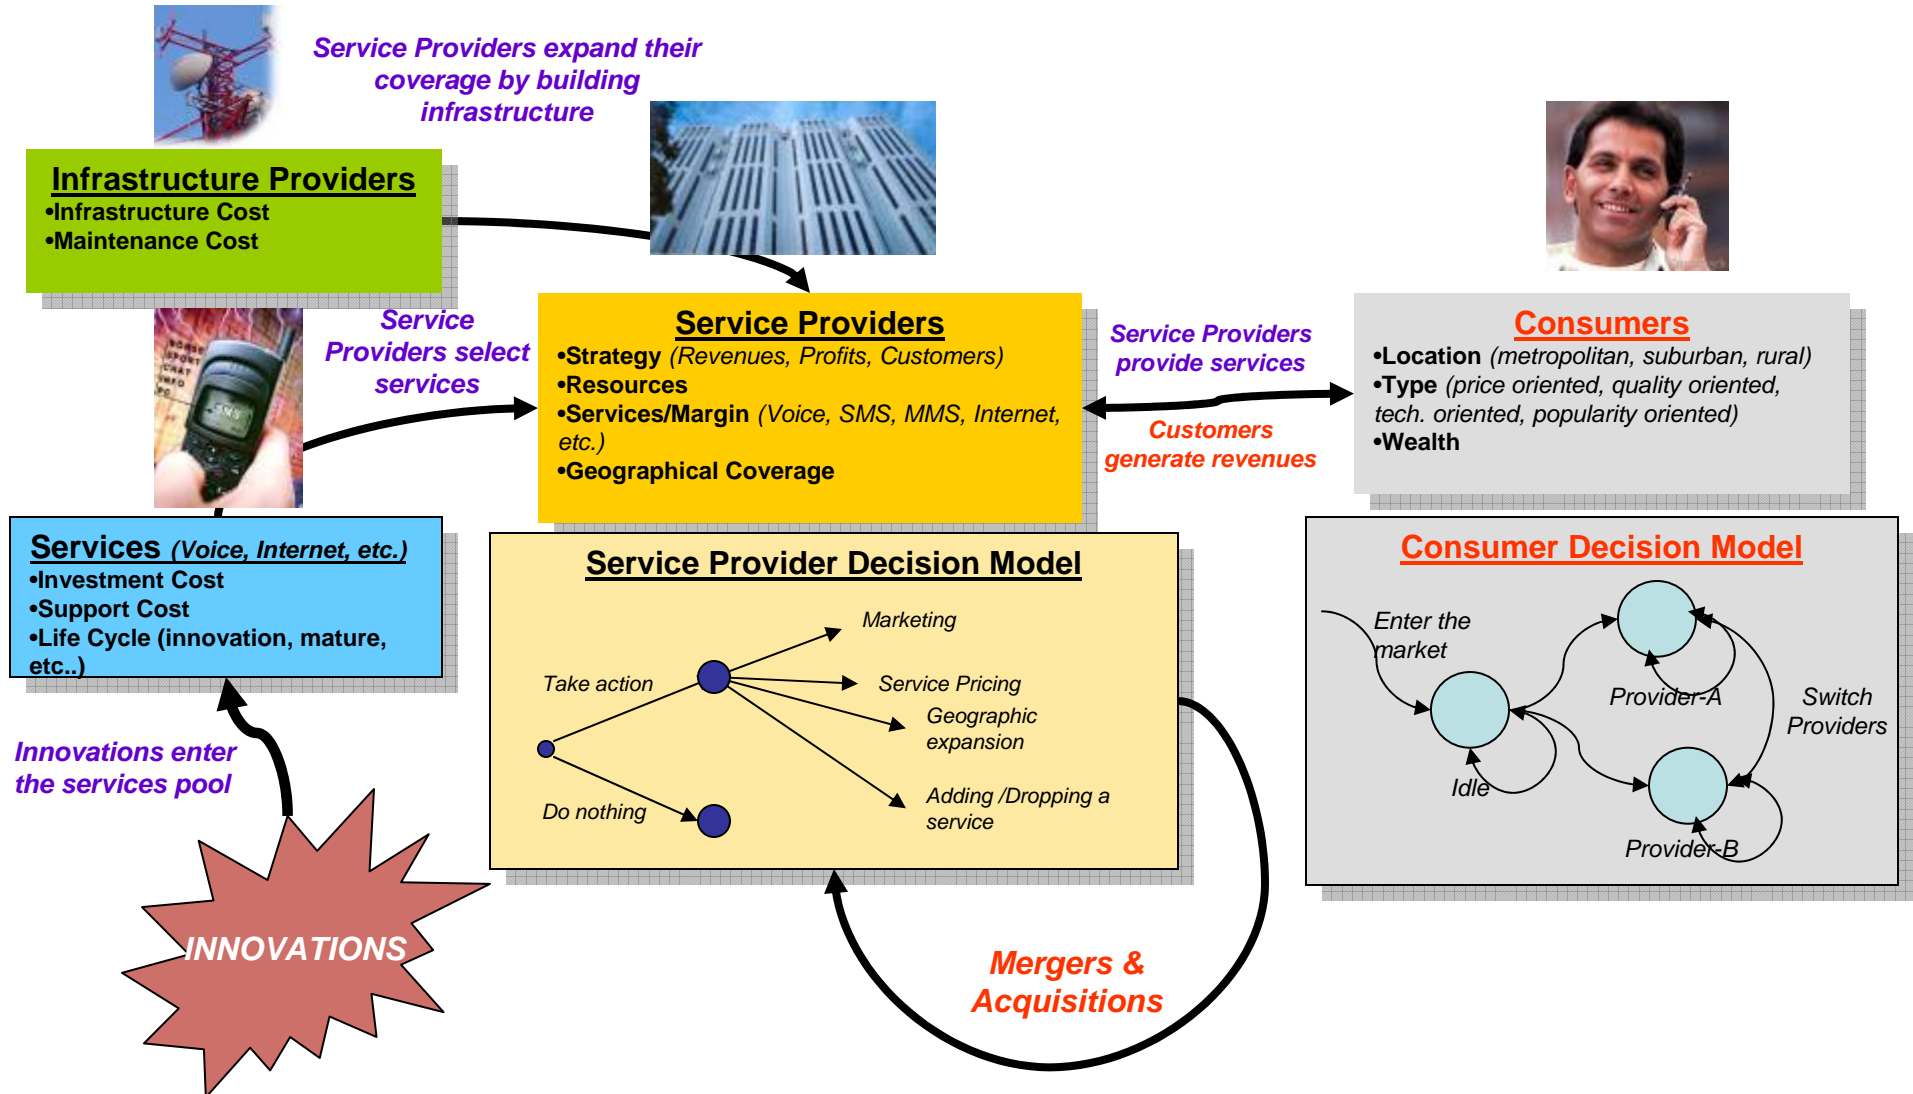 Service Providers expand their
coverage by building
infrastructure
Infrastructure Providers
•Infrastructure Cost
•Maintenance Cost
Service
Providers select
services
Service Providers
•Strategy (Revenues, Profits, Customers)
•Resources
•Services/Margin (Voice, SMS, MMS, Internet,
etc.)
•Geographical Coverage
Service Providers
provide services
Customers
generate revenues
Consumers
•Location (metropolitan, suburban, rural)
•Type (price oriented, quality oriented,
tech. oriented, popularity oriented)
•Wealth
SPORT
CHAT
INFO
SMS
Services (Voice, Internet, etc.)
•Investment Cost
•Support Cost
•Life Cycle (innovation, mature,
etc..)
Service Provider Decision Model
Marketing
Take action
Service Pricing
Geographic
expansion
Do nothing
Adding /Dropping a
service
Consumer Decision Model
Enter the
market
Provider-A
Switch
Providers
Idle
Provider-B
Innovations enter
the services pool
INNOVATIONS
Mergers &
Acquisitions